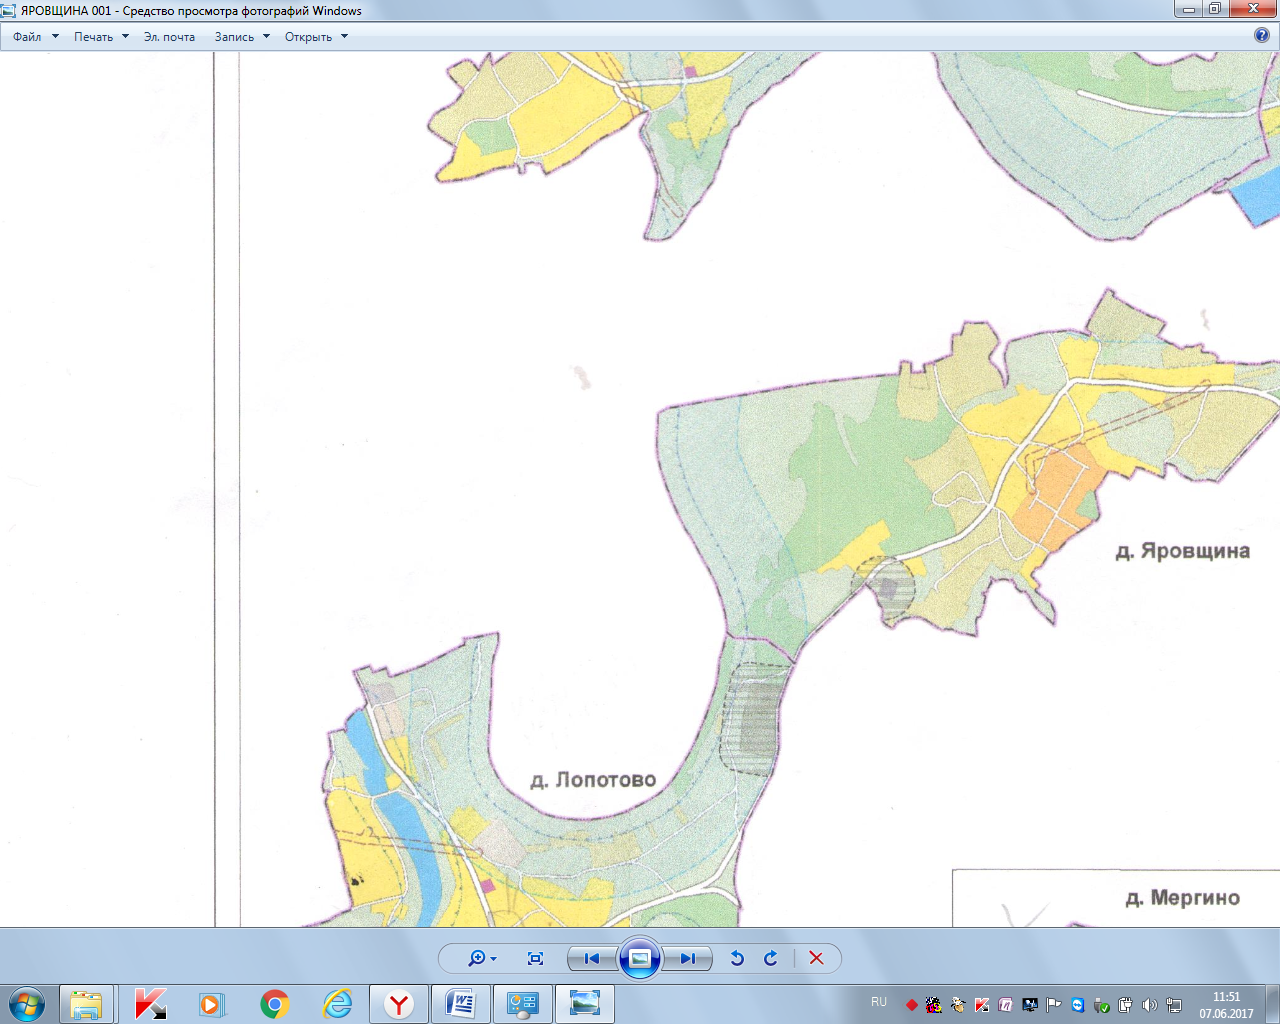 ЯРОВЩИНА 001 - Средство просмотра фотографий Windows
Файл Печать Эл. почта Запись Открыть
д. Яровщина
д. Лопотово
д. Мергино
RU
11:51
07.06.2017